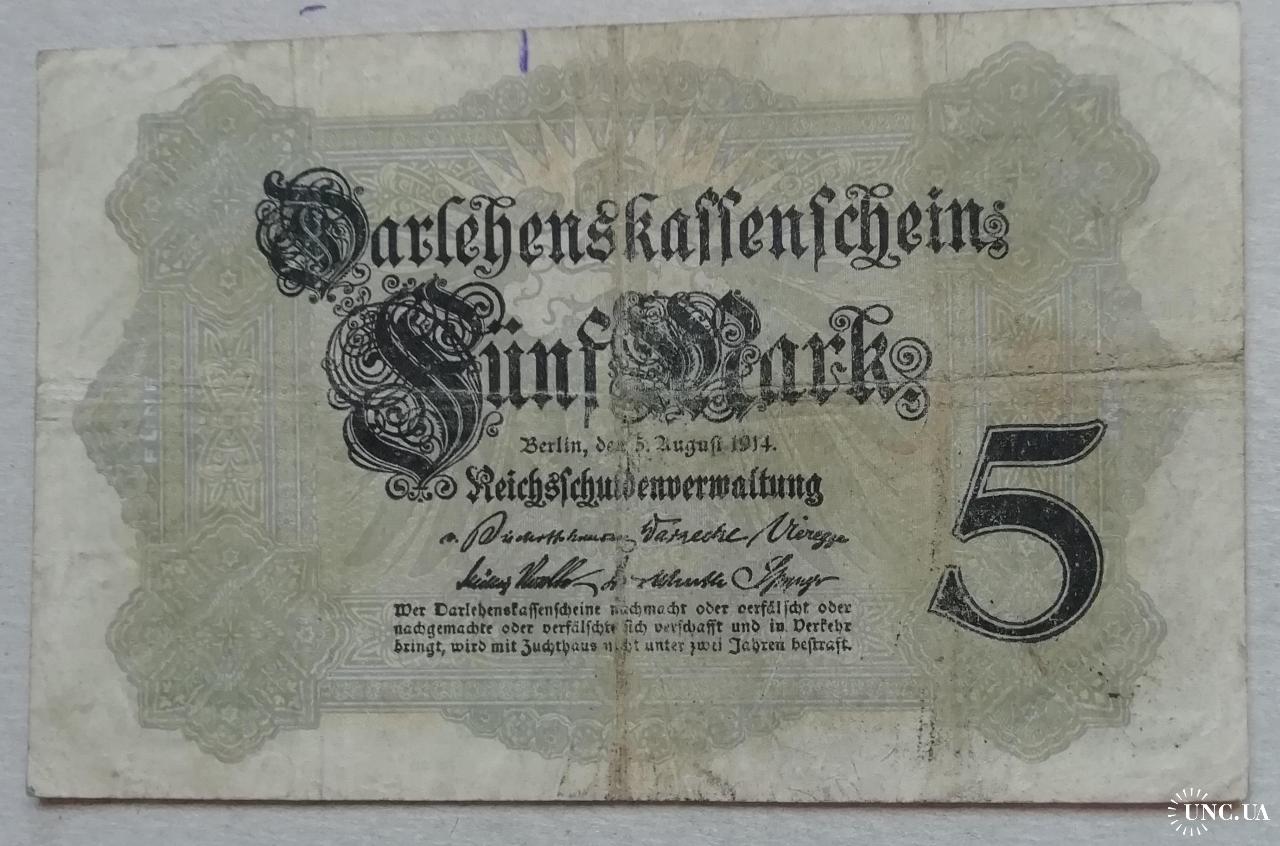 Darlehenskassenschein
Fünf Mark
Berlin, den 5. August 1914.
Reichsschuldenverwaltung
Wer Darlehenskassenscheine nachmacht oder verfälscht oder
nachgemachte oder verfälschte sich verschafft und in Verkehr
bringt, wird mit Zuchthaus nicht unter zwei Jahren bestraft.
5
UNC.UA